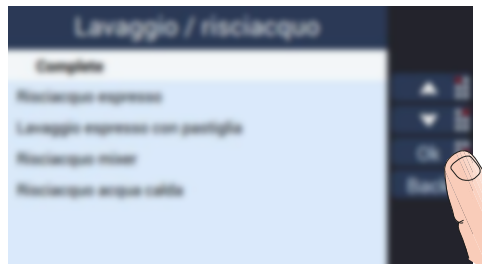 Lavaggio / risciacquo
Completo
Risciacquo espresso
Lavaggio espresso con pastiglia
Risciacquo mixer
Risciacquo acqua calda
Ok
Back